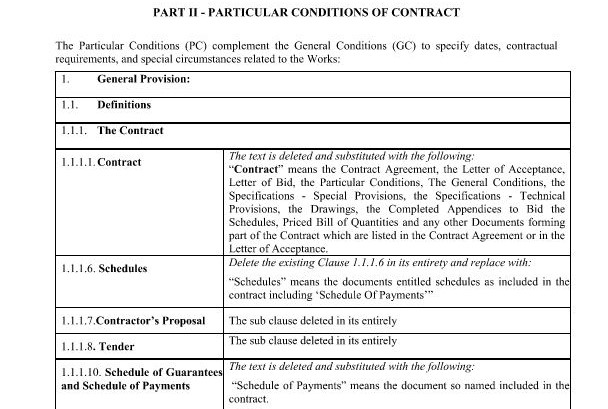 PART II - PARTICULAR CONDITIONS OF CONTRACT
The Particular Conditions (PC) complement the General Conditions (GC) to specify dates, contractual
requirements, and special circumstances related to the Works:
1. General Provision:
1.1. Definitions
1.1.1. The Contract
1.1.1.1. Contract
The text is deleted and substituted with the following:
“Contract” means the Contract Agreement, the Letter of Acceptance,
Letter of Bid, the Particular Conditions, The General Conditions, the
Specifications - Special Provisions, the Specifications - Technical
Provisions, the Drawings, the Completed Appendices to Bid the
Schedules, Priced Bill of Quantities and any other Documents forming
part of the Contract which are listed in the Contract Agreement or in the
Letter of Acceptance.
1.1.1.6. Schedules
Delete the existing Clause 1.1.1.6 in its entirety and replace with:
“Schedules” means the documents entitled schedules as included in the
contract including ‘Schedule Of Payments’”
1.1.1.7.Contractor’s Proposal
The sub clause deleted in its entirely
1.1.1.8. Tender
The sub clause deleted in its entirely
1.1.1.10. Schedule of Guarantees
and Schedule of Payments
The text is deleted and substituted with the following:
“Schedule of Payments” means the document so named included in the
contract.